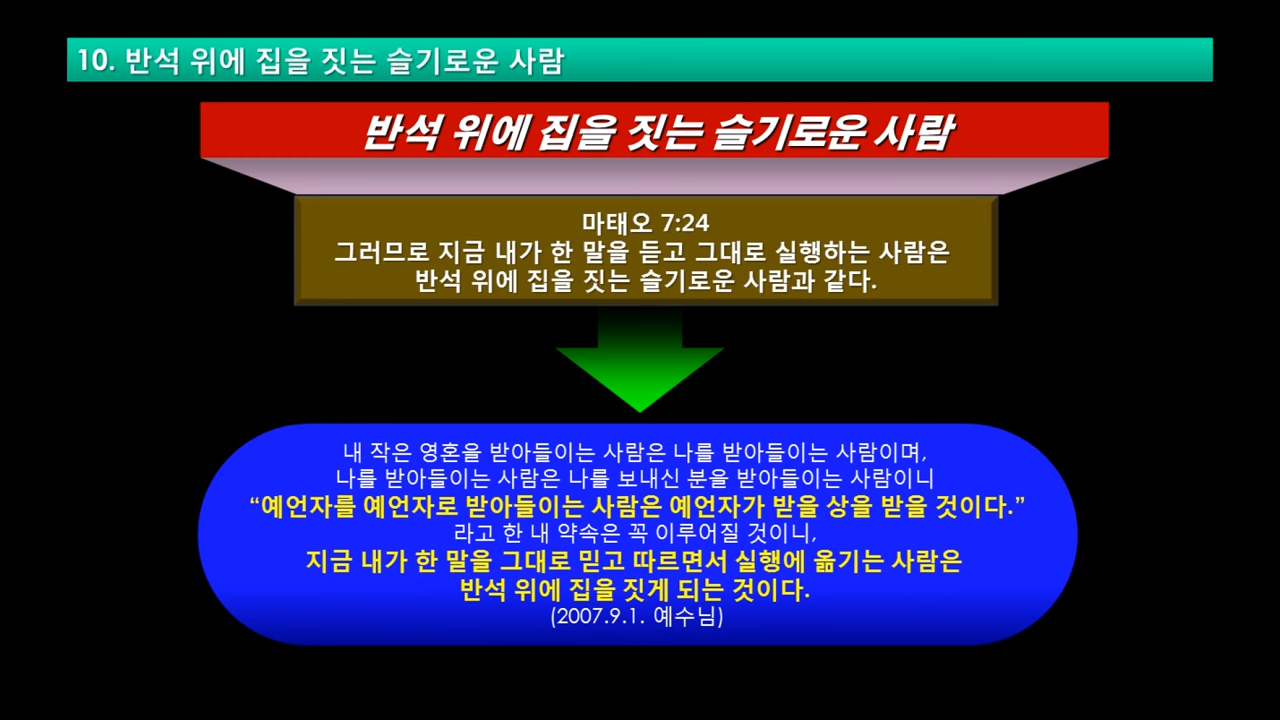 10. 반석 위에 집을 짓는 슬기로운 사람
반석 위에 집을 짓는 슬기로운 사람
마태오 7:24
그러므로 지금 내가 한 말을 듣고 그대로 실행하는 사람은
반석 위에 집을 짓는 슬기로운 사람과 같다.
내 작은 영혼을 받아들이는 사람은 나를 받아들이는 사람이며,
나를 받아들이는 사람은 나를 보내신 분을 받아들이는 사람이니
“예언자를 예언자로 받아들이는 사람은 예언자가 받을 상을 받을 것이다.”
라고 한 내 약속은 꼭 이루어질 것이니,
지금 내가 한 말을 그대로 믿고 따르면서 실행에 옮기는 사람은
반석 위에 집을 짓게 되는 것이다.
(2007.9.1. 예수님)